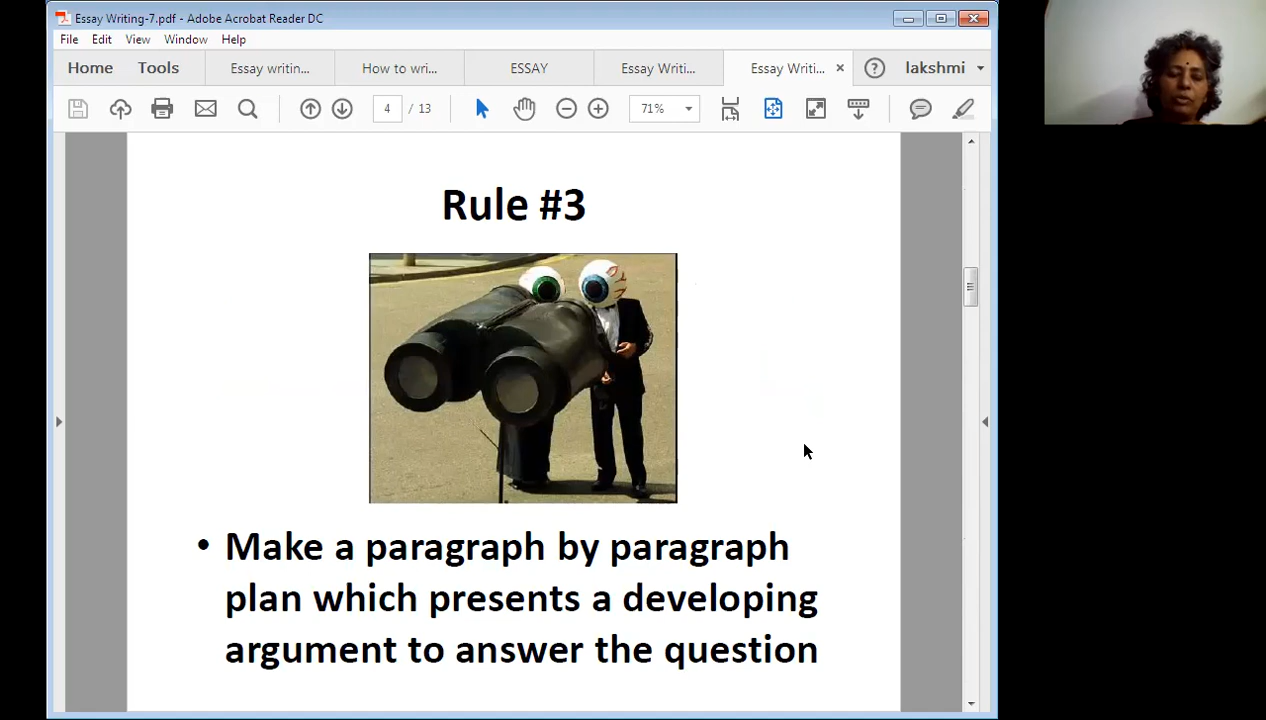 Essay Writing-7.pdf - Adobe Acrobat Reader DC
File Edit View Window Help
Home Tools Essay writin... How to wri... ESSAY Essay Writi... Essay Writi... × ? lakshmi
4 / 13 71%
Rule #3
• Make a paragraph by paragraph
plan which presents a developing
argument to answer the question